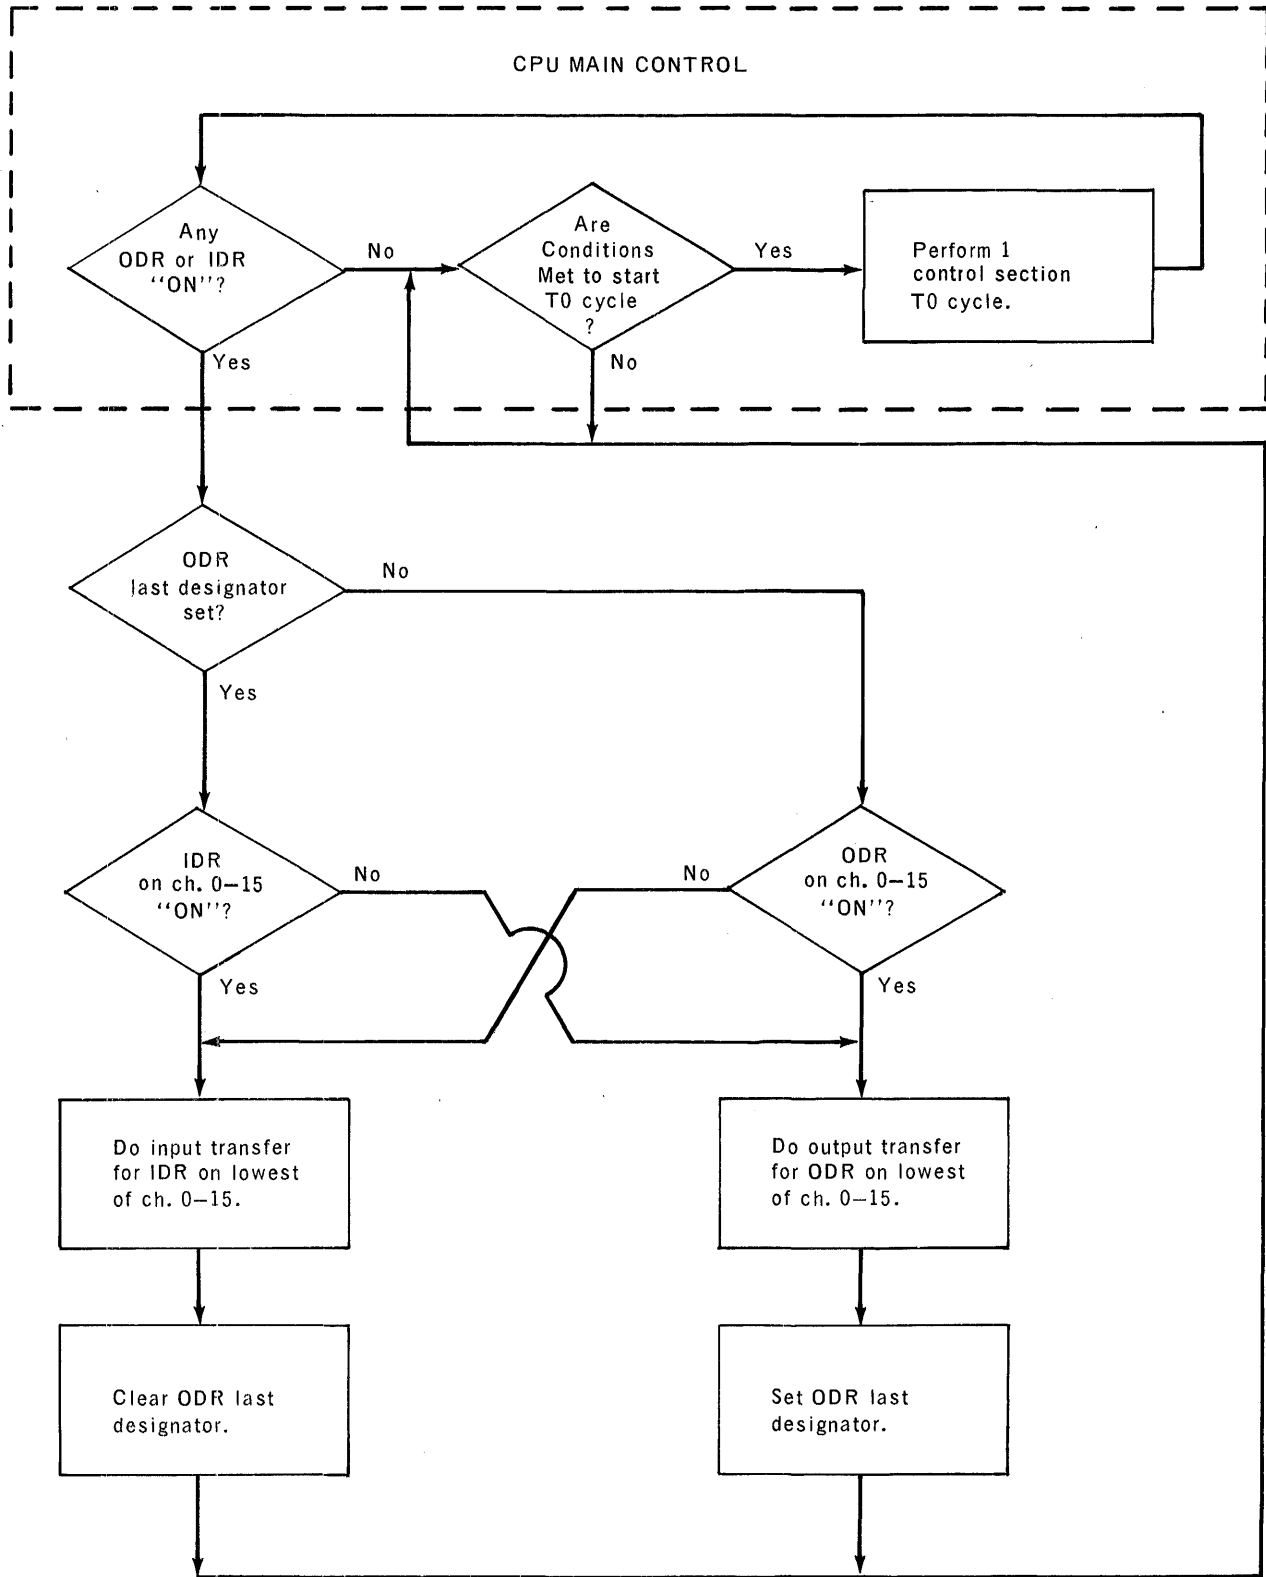 CPU MAIN CONTROL
Any
ODR or IDR
“ON”?
No
Yes
Are
Conditions
Met to start
T0 cycle
?
Yes
No
Perform 1
control section
T0 cycle.
ODR
last designator
set?
No
Yes
IDR
on ch. 0–15
“ON”?
No
Yes
No
ODR
on ch. 0–15
“ON”?
Yes
Do input transfer
for IDR on lowest
of ch. 0–15.
Do output transfer
for ODR on lowest
of ch. 0–15.
Clear ODR last
designator.
Set ODR last
designator.